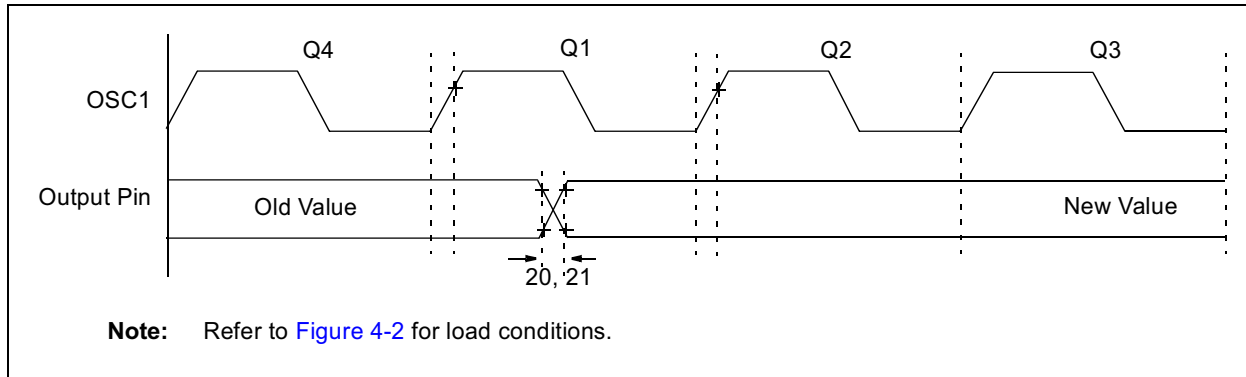 Q4 Q1 Q2 Q3
OSC1
Output Pin
Old Value
New Value
20, 21
Note: Refer to Figure 4-2 for load conditions.